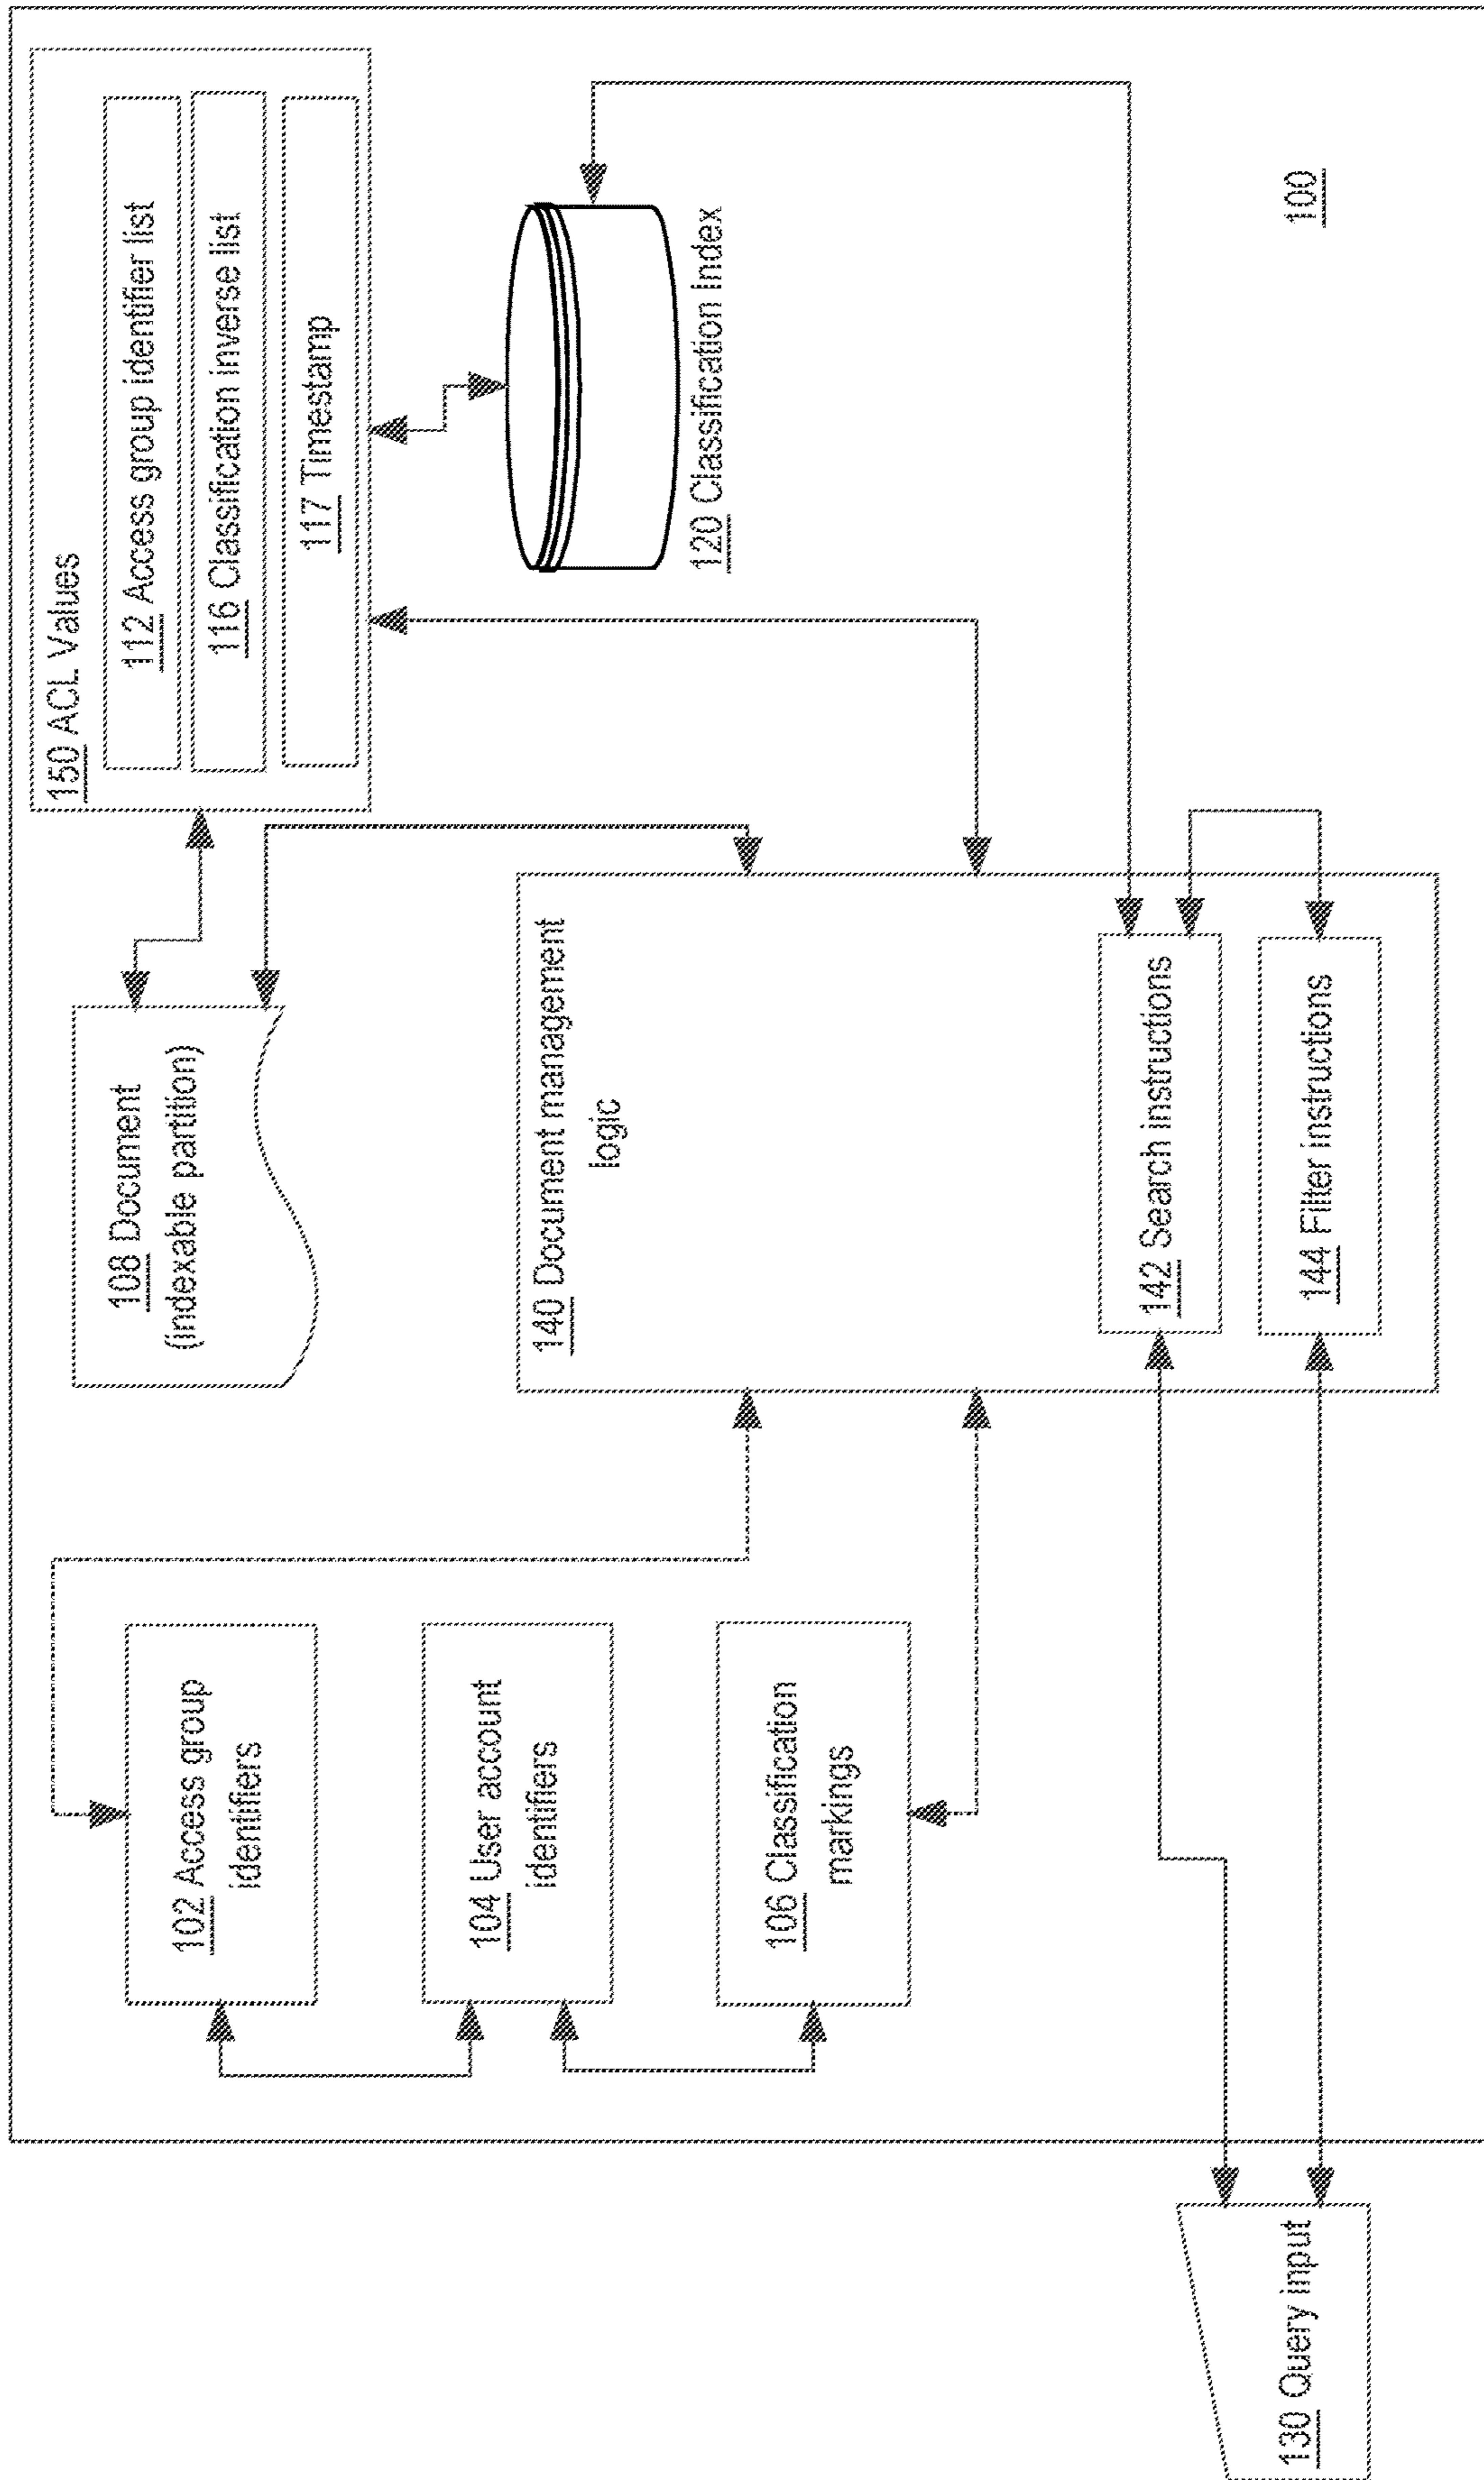 102 Access group
identifiers
104 User account
identifiers
106 Classification
markings
108 Document
(indexable partition)
150 ACL Values
112 Access group identifier list
116 Classification inverse list
117 Timestamp
120 Classification Index
140 Document management
logic
142 Search instructions
144 Filter instructions
130 Query input
100